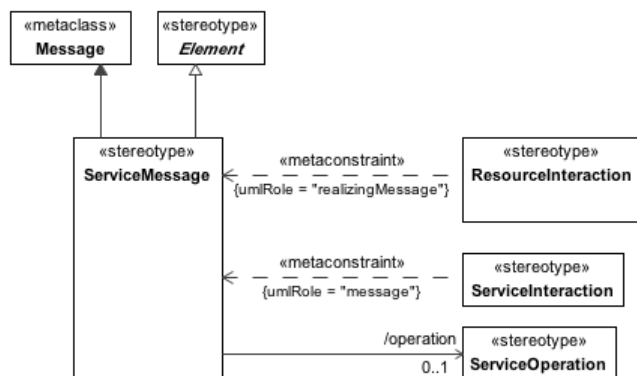 «metaclass»
Message
«stereotype»
Element
«stereotype»
ServiceMessage
«metaconstraint»
{umlRole = "realizingMessage"}
«stereotype»
ResourceInteraction
«metaconstraint»
{umlRole = "message"}
«stereotype»
ServiceInteraction
/operation
0..1
«stereotype»
ServiceOperation